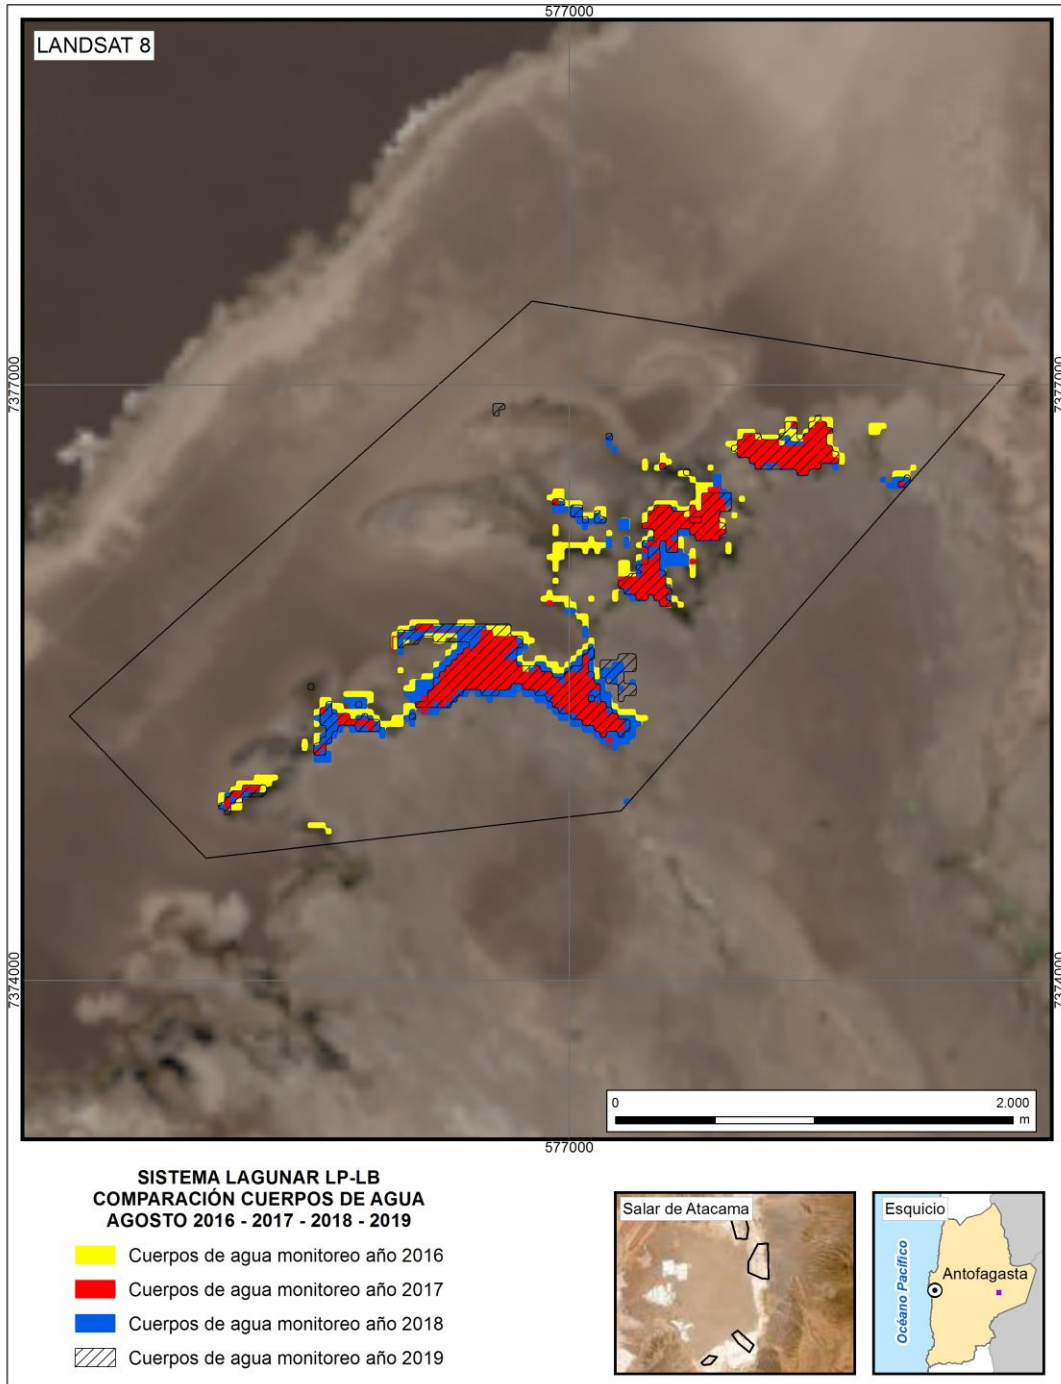 577000
LANDSAT 8
7377000
7377000
7374000
7374000
0
2.000
m
577000
SISTEMA LAGUNAR LP-LB
COMPARACIÓN CUERPOS DE AGUA
AGOSTO 2016 - 2017 - 2018 - 2019
Cuerpos de agua monitoreo año 2016
Cuerpos de agua monitoreo año 2017
Cuerpos de agua monitoreo año 2018
Cuerpos de agua monitoreo año 2019
Salar de Atacama
Esquicio
Océano Pacífico
Antofagasta